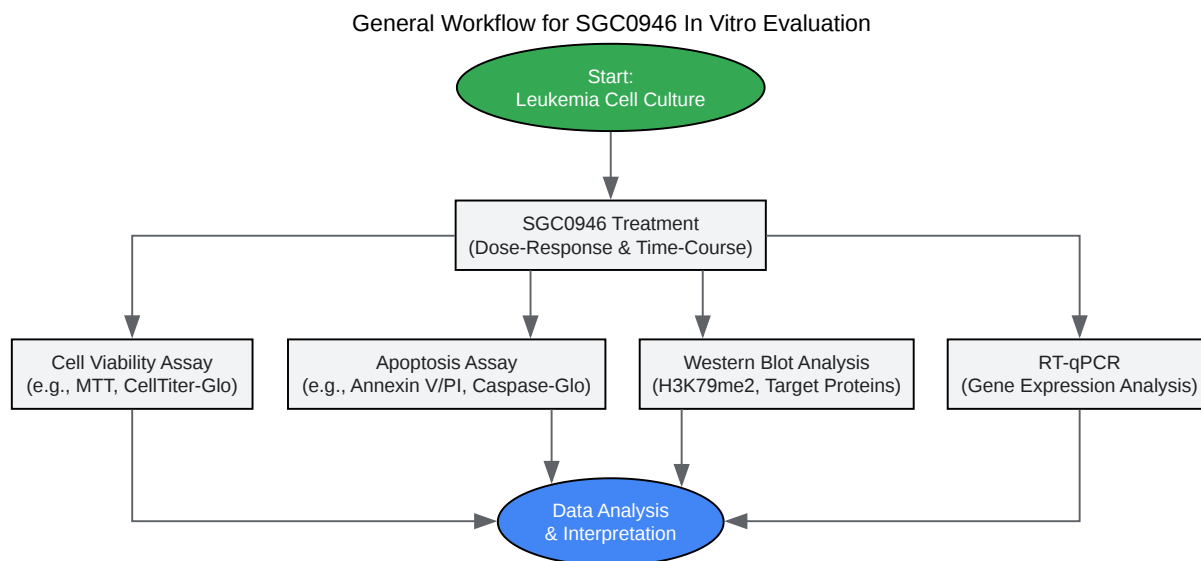 General Workflow for SGC0946 In Vitro Evaluation
Start:
Leukemia Cell Culture
SGC0946 Treatment
(Dose-Response & Time-Course)
Cell Viability Assay
(e.g., MTT, CellTiter-Glo)
Apoptosis Assay
(e.g., Annexin V/PI, Caspase-Glo)
Western Blot Analysis
(H3K79me2, Target Proteins)
RT-qPCR
(Gene Expression Analysis)
Data Analysis
& Interpretation